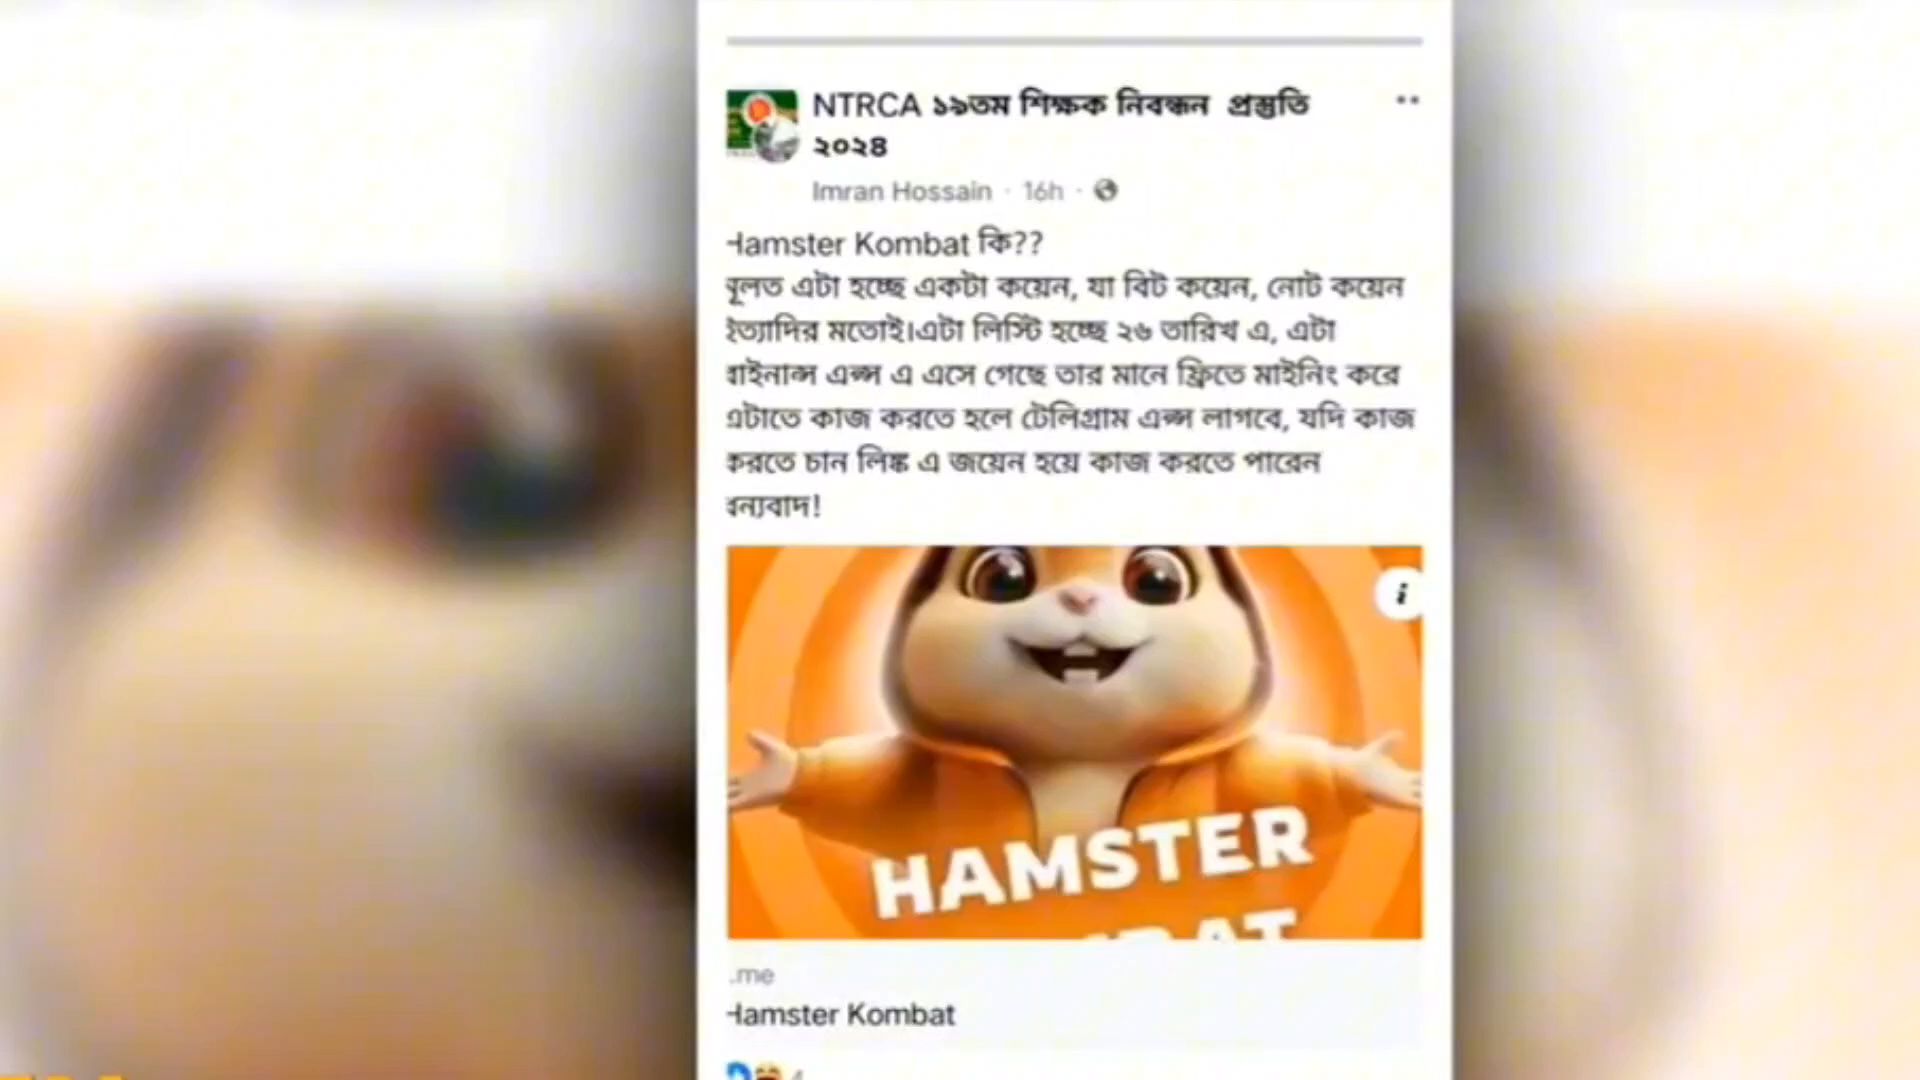 NTRCA ১৯তম শিক্ষক নিবন্ধন প্রস্তুতি
২০২৪
Imran Hossain · 16h ·
Hamster Kombat কি??
মূলত এটা হচ্ছে একটা কয়েন, যা বিট কয়েন, নোট কয়েন
ইত্যাদির মতোই।এটা লিস্টি হচ্ছে ২৬ তারিখ এ, এটা
বাইনান্স এপ্স এ এসে গেছে তার মানে ফ্রিতে মাইনিং করে
এটাতে কাজ করতে হলে টেলিগ্রাম এপ্স লাগবে, যদি কাজ
করতে চান লিঙ্ক এ জয়েন হয়ে কাজ করতে পারেন
ধন্যবাদ!
HAMSTER
.me
Hamster Kombat